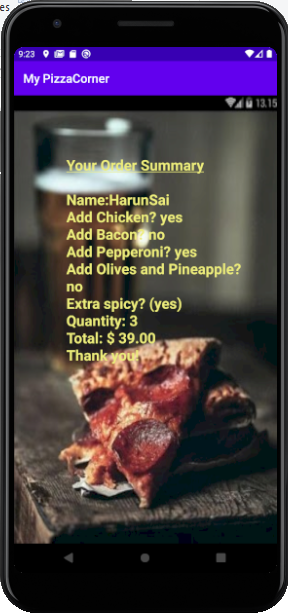 es
9:23
My PizzaCorner
13.15
Your Order Summary
Name:HarunSai
Add Chicken? yes
Add Bacon? no
Add Pepperoni? yes
Add Olives and Pineapple?
no
Extra spicy? (yes)
Quantity: 3
Total: $ 39.00
Thank you!